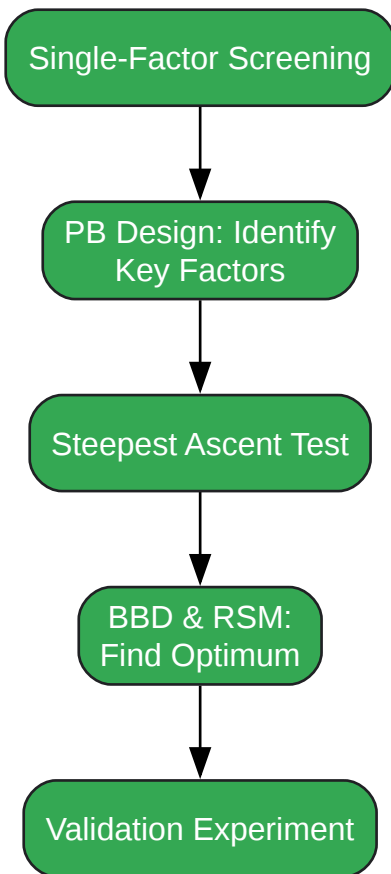 Single-Factor Screening
PB Design: Identify
Key Factors
Steepest Ascent Test
BBD & RSM:
Find Optimum
Validation Experiment